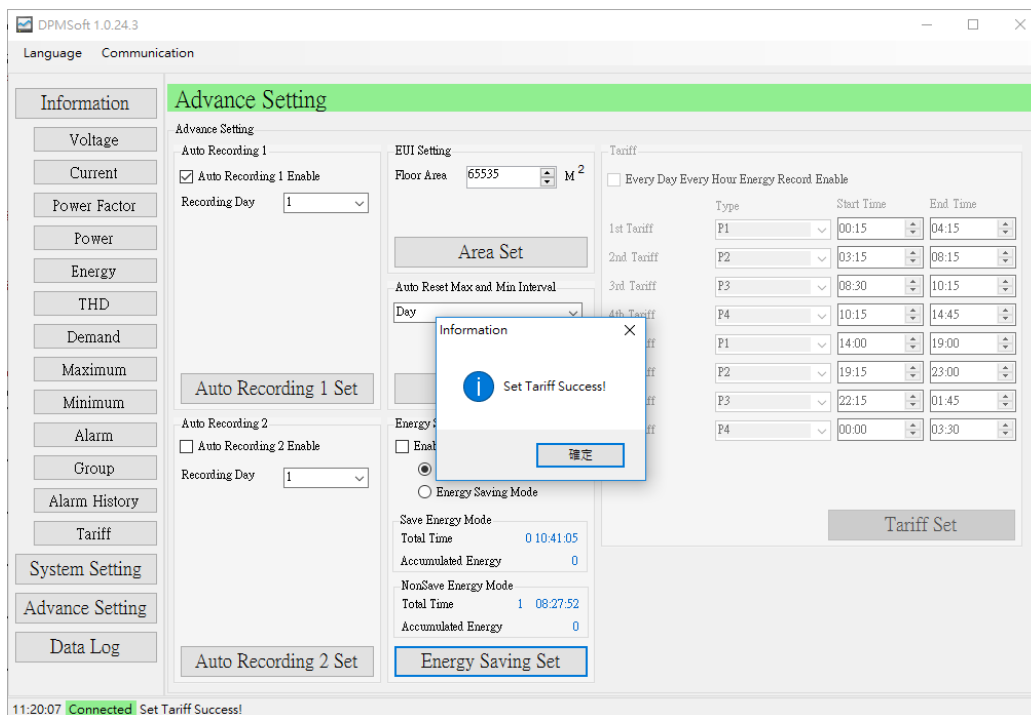 DPMSoft 1.0.24.3
Language Communication
Information
Voltage
Current
Power Factor
Power
Energy
THD
Demand
Maximum
Minimum
Alarm
Group
Alarm History
Tariff
System Setting
Advance Setting
Data Log
Advance Setting
Advance Setting
Auto Recording 1
Auto Recording 1 Enable
Recording Day 1
Auto Recording 1 Set
Auto Recording 2
Auto Recording 2 Enable
Recording Day 1
Auto Recording 2 Set
EUI Setting
Floor Area 65535 M 2
Area Set
Auto Reset Max and Min Interval
Day
Energy
Energy Saving Mode
Save Energy Mode
Total Time 0 10:41:05
Accumulated Energy 0
NonSave Energy Mode
Total Time 1 08:27:52
Accumulated Energy 0
Energy Saving Set
Information
Set Tariff Success!
確定
Tariff
Every Day Every Hour Energy Record Enable
Type Start Time End Time
1st Tariff P1 00:15 04:15
2nd Tariff P2 03:15 08:15
3rd Tariff P3 08:30 10:15
4th Tariff P4 10:15 14:45
P1 14:00 19:00
P2 19:15 23:00
P3 22:15 01:45
P4 00:00 03:30
Tariff Set
11:20:07 Connected Set Tariff Success!